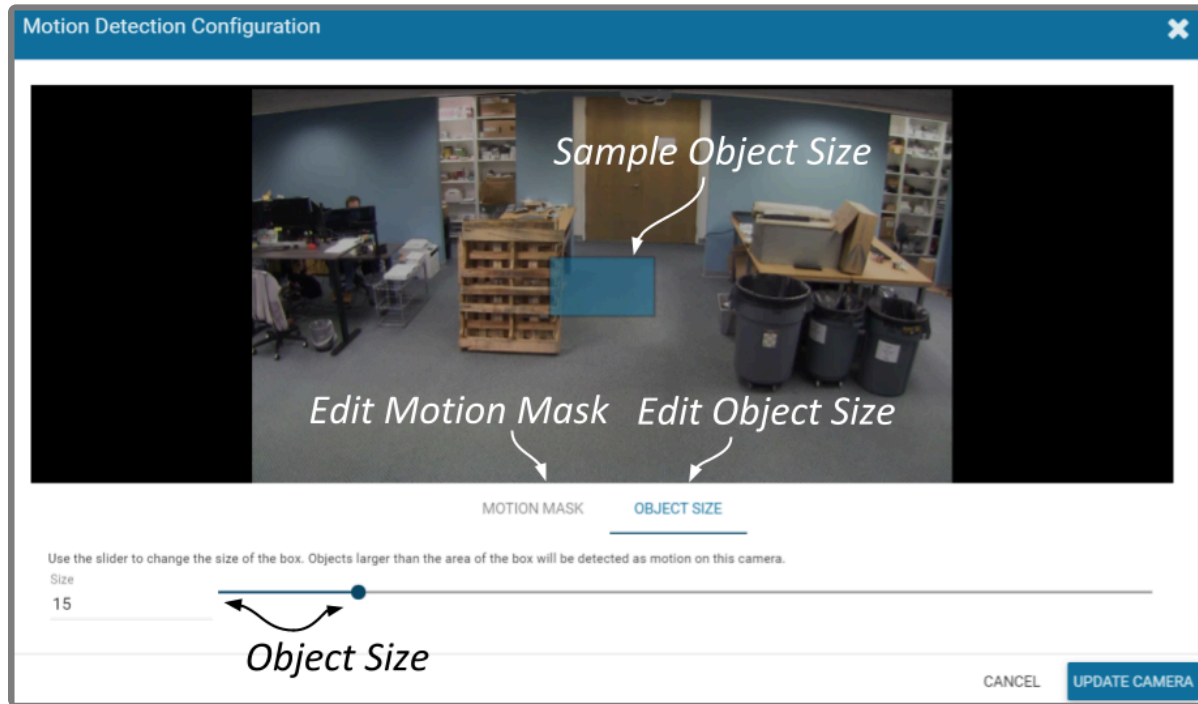 Motion Detection Configuration
Sample Object Size
Edit Motion Mask Edit Object Size
MOTION MASK OBJECT SIZE
Use the slider to change the size of the box. Objects larger than the area of the box will be detected as motion on this camera.
Size
15
Object Size
CANCEL UPDATE CAMERA